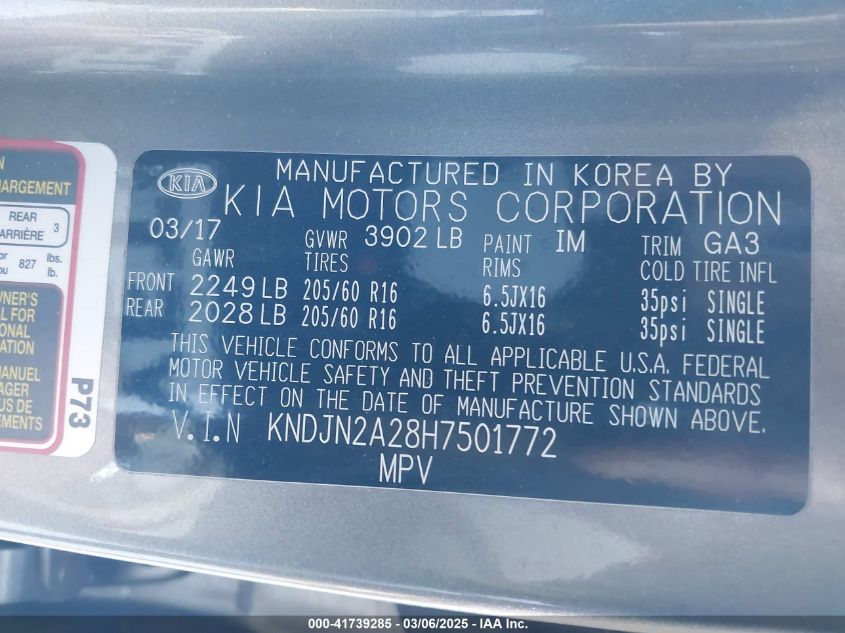 N
HARGEMENT
REAR
ARRIÈRE 3
or
ou 827 lbs.
lb.
WNER'S
L FOR
ONAL
ATION
MANUEL
AGER
US DE
EMENTS
P73
KIA
MANUFACTURED IN KOREA BY
KIA MOTORS CORPORATION
03/17 GVWR 3902 LB PAINT IM TRIM GA3
GAWR TIRES RIMS COLD TIRE INFL
FRONT 2249 LB 205/60 R16 6.5JX16 35psi SINGLE
REAR 2028 LB 205/60 R16 6.5JX16 35psi SINGLE
THIS VEHICLE CONFORMS TO ALL APPLICABLE U.S.A. FEDERAL
MOTOR VEHICLE SAFETY AND THEFT PREVENTION STANDARDS
IN EFFECT ON THE DATE OF MANUFACTURE SHOWN ABOVE.
V.I.N KNDJN2A28H7501772
MPV
000-41739285 - 03/06/2025 - IAA Inc.